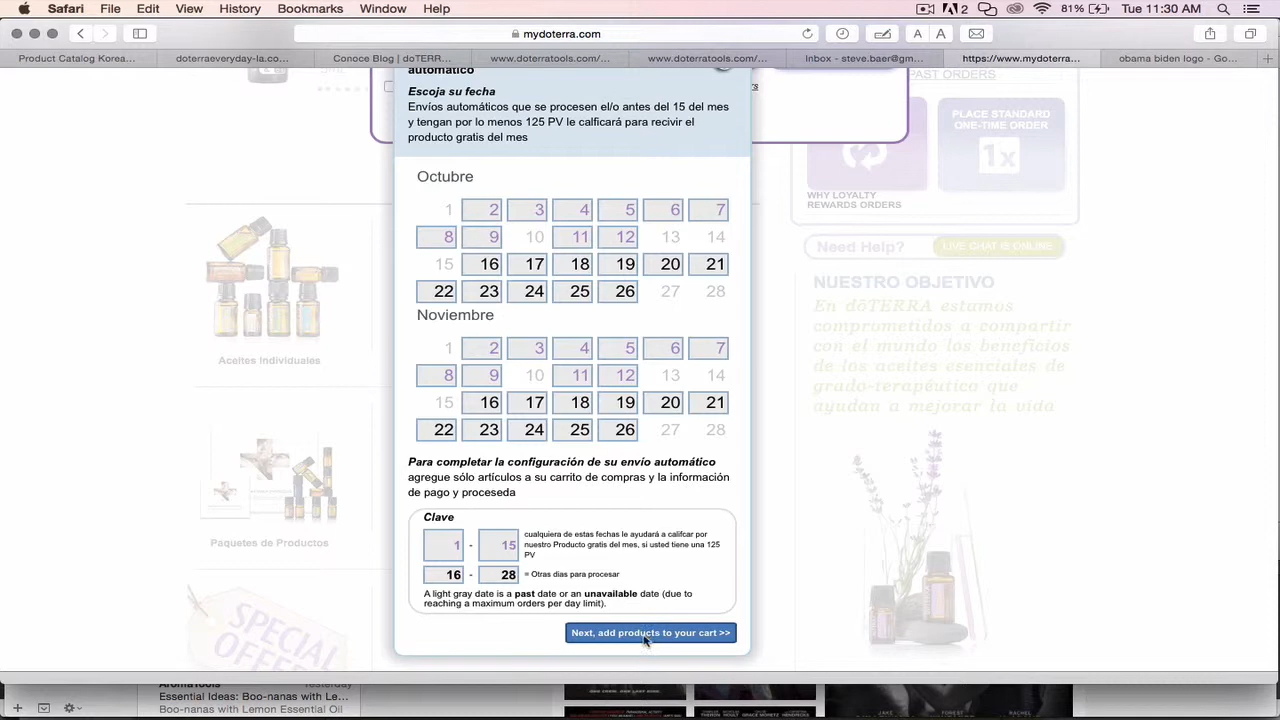 Safari File Edit View History Bookmarks Window Help 2 81% Tue 11:30 AM
mydoterra.com
Product Catalog Korea... doterraeveryday-la.co... Conoce Blog | doTERR... www.doterratools.com/... www.doterratools.com/... Inbox - steve.baer@gm... https://www.mydoterra... obama biden logo - Go...
automático
PAST ORDERS
Escoja su fecha
Envíos automáticos que se procesen el/o antes del 15 del mes
y tengan por lo menos 125 PV le calficará para recivir el
producto gratis del mes
PLACE STANDARD
ONE-TIME ORDER
1x
WHY LOYALTY
REWARDS ORDERS
Octubre
1 2 3 4 5 6 7
8 9 10 11 12 13 14
15 16 17 18 19 20 21
22 23 24 25 26 27 28
Noviembre
1 2 3 4 5 6 7
8 9 10 11 12 13 14
15 16 17 18 19 20 21
22 23 24 25 26 27 28
Need Help? LIVE CHAT IS ONLINE
NUESTRO OBJETIVO
En dōTERRA estamos
comprometidos a compartir
con el mundo los beneficios
de los aceites esenciales de
grado-terapéutico que
ayudan a mejorar la vida
Aceites Individuales
Paquetes de Productos
SPECIAL
Para completar la configuración de su envío automático
agregue sólo artículos a su carrito de compras y la información
de pago y proceseda
Clave
1 - 15 cualquiera de estas fechas le ayudará a califcar por
nuestro Producto gratis del mes, si usted tiene una 125
PV
16 - 28 = Otras dias para procesar
A light gray date is a past date or an unavailable date (due to
reaching a maximum orders per day limit).
Next, add products to your cart >>
AromaTools Yesterday
Essential Ideas: Boo-nanas with Le...
Boo-nanas with Lemon Essential Oil
JAKE FOREST RACHEL